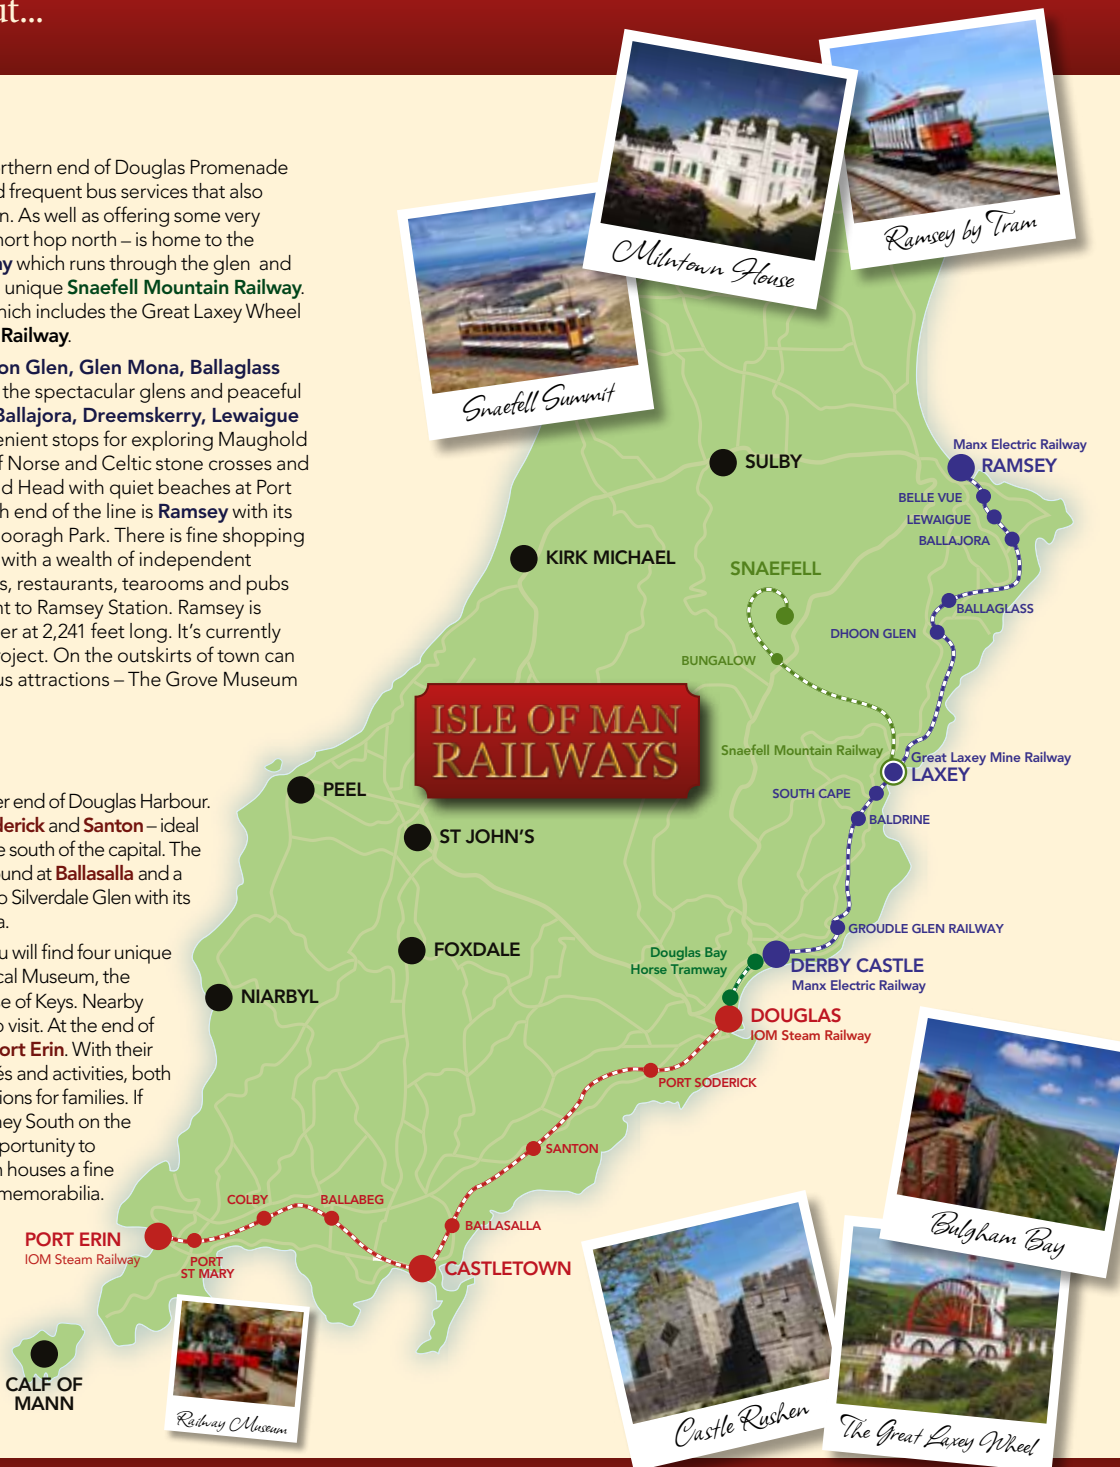 ut...
rthern end of Douglas Promenade
d frequent bus services that also
n. As well as offering some very
hort hop north – is home to the
ay which runs through the glen and
unique Snaefell Mountain Railway.
hich includes the Great Laxey Wheel
Railway.
on Glen, Glen Mona, Ballaglass
the spectacular glens and peaceful
Ballajora, Dreemskerry, Lewaigue
enient stops for exploring Maughold
f Norse and Celtic stone crosses and
d Head with quiet beaches at Port
h end of the line is Ramsey with its
ooragh Park. There is fine shopping
with a wealth of independent
s, restaurants, tearooms and pubs
nt to Ramsey Station. Ramsey is
er at 2,241 feet long. It's currently
roject. On the outskirts of town can
us attractions – The Grove Museum
er end of Douglas Harbour.
derick and Santon – ideal
e south of the capital. The
ound at Ballasalla and a
o Silverdale Glen with its
a.
u will find four unique
cal Museum, the
se of Keys. Nearby
o visit. At the end of
ort Erin. With their
és and activities, both
tions for families. If
ney South on the
pportunity to
n houses a fine
memorabilia.
Milntown House
Ramsey by Tram
Snaefell Summit
SULBY
Manx Electric Railway
RAMSEY
BELLE VUE
LEWAIGUE
BALLAJORA
KIRK MICHAEL
SNAEFELL
BALLAGLASS
DHOON GLEN
BUNGALOW
ISLE OF MAN
RAILWAYS
Snaefell Mountain Railway
Great Laxey Mine Railway
LAXEY
PEEL
SOUTH CAPE
BALDRINE
ST JOHN'S
GROUDLE GLEN RAILWAY
FOXDALE
Douglas Bay
Horse Tramway
DERBY CASTLE
Manx Electric Railway
NIARBYL
DOUGLAS
IOM Steam Railway
PORT SODERICK
SANTON
COLBY
BALLABEG
BALLASALLA
PORT ERIN
IOM Steam Railway
PORT
ST MARY
CASTLETOWN
Bulgham Bay
CALF OF
MANN
Railway Museum
Castle Rushen
The Great Laxey Wheel